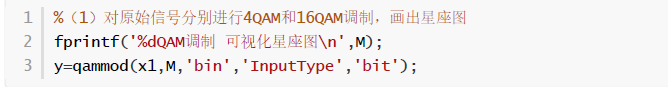 1 %（1）对原始信号分别进行4QAM和16QAM调制，画出星座图
2 fprintf('%dQAM调制 可视化星座图\n',M);
3 y=qammod(x1,M,'bin','InputType','bit');